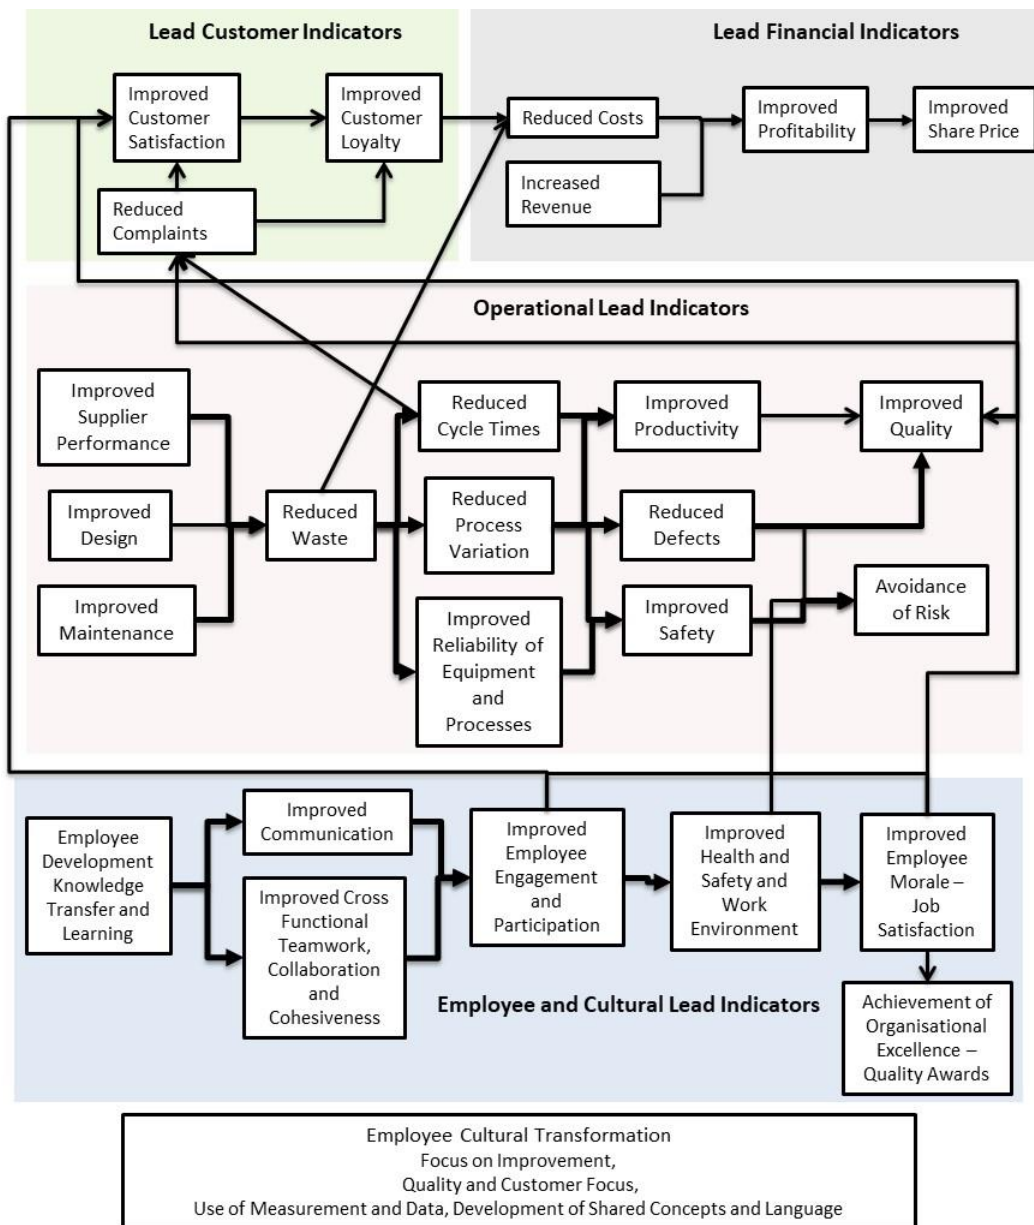 Lead Customer Indicators
Improved
Customer
Satisfaction
Improved
Customer
Loyalty
Reduced
Complaints
Lead Financial Indicators
Reduced Costs
Increased
Revenue
Improved
Profitability
Improved
Share Price
Operational Lead Indicators
Improved
Supplier
Performance
Improved
Design
Improved
Maintenance
Reduced
Waste
Reduced
Cycle Times
Reduced
Process
Variation
Improved
Reliability of
Equipment
and
Processes
Improved
Productivity
Reduced
Defects
Improved
Safety
Improved
Quality
Avoidance
of Risk
Employee
Development
Knowledge
Transfer and
Learning
Improved
Communication
Improved Cross
Functional
Teamwork,
Collaboration
and
Cohesiveness
Improved
Employee
Engagement
and
Participation
Improved
Health and
Safety and
Work
Environment
Improved
Employee
Morale –
Job
Satisfaction
Employee and Cultural Lead Indicators
Achievement of
Organisational
Excellence –
Quality Awards
Employee Cultural Transformation
Focus on Improvement,
Quality and Customer Focus,
Use of Measurement and Data, Development of Shared Concepts and Language